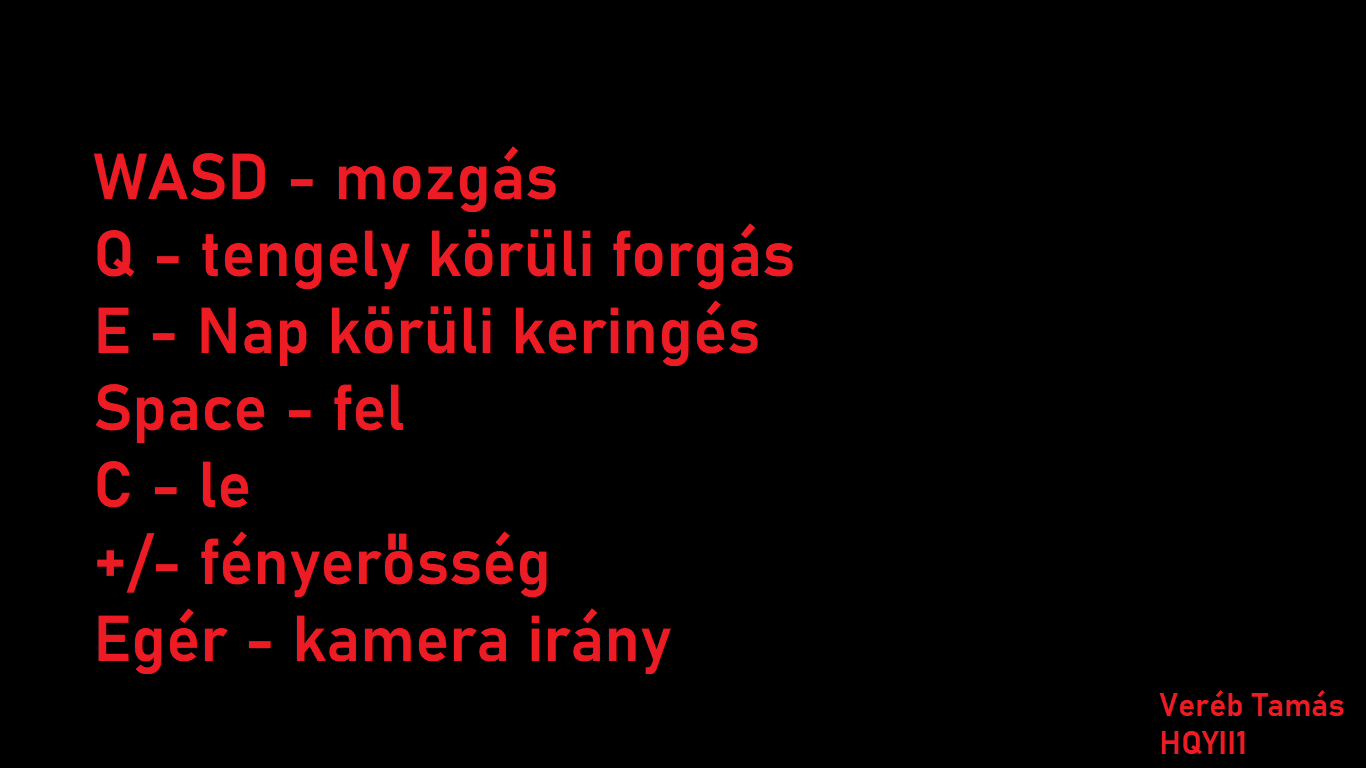 WASD - mozgás
Q - tengely körüli forgás
E - Nap körüli keringés
Space - fel
C - le
+/- fényerősség
Egér - kamera irány
Veréb Tamás
HQYII1